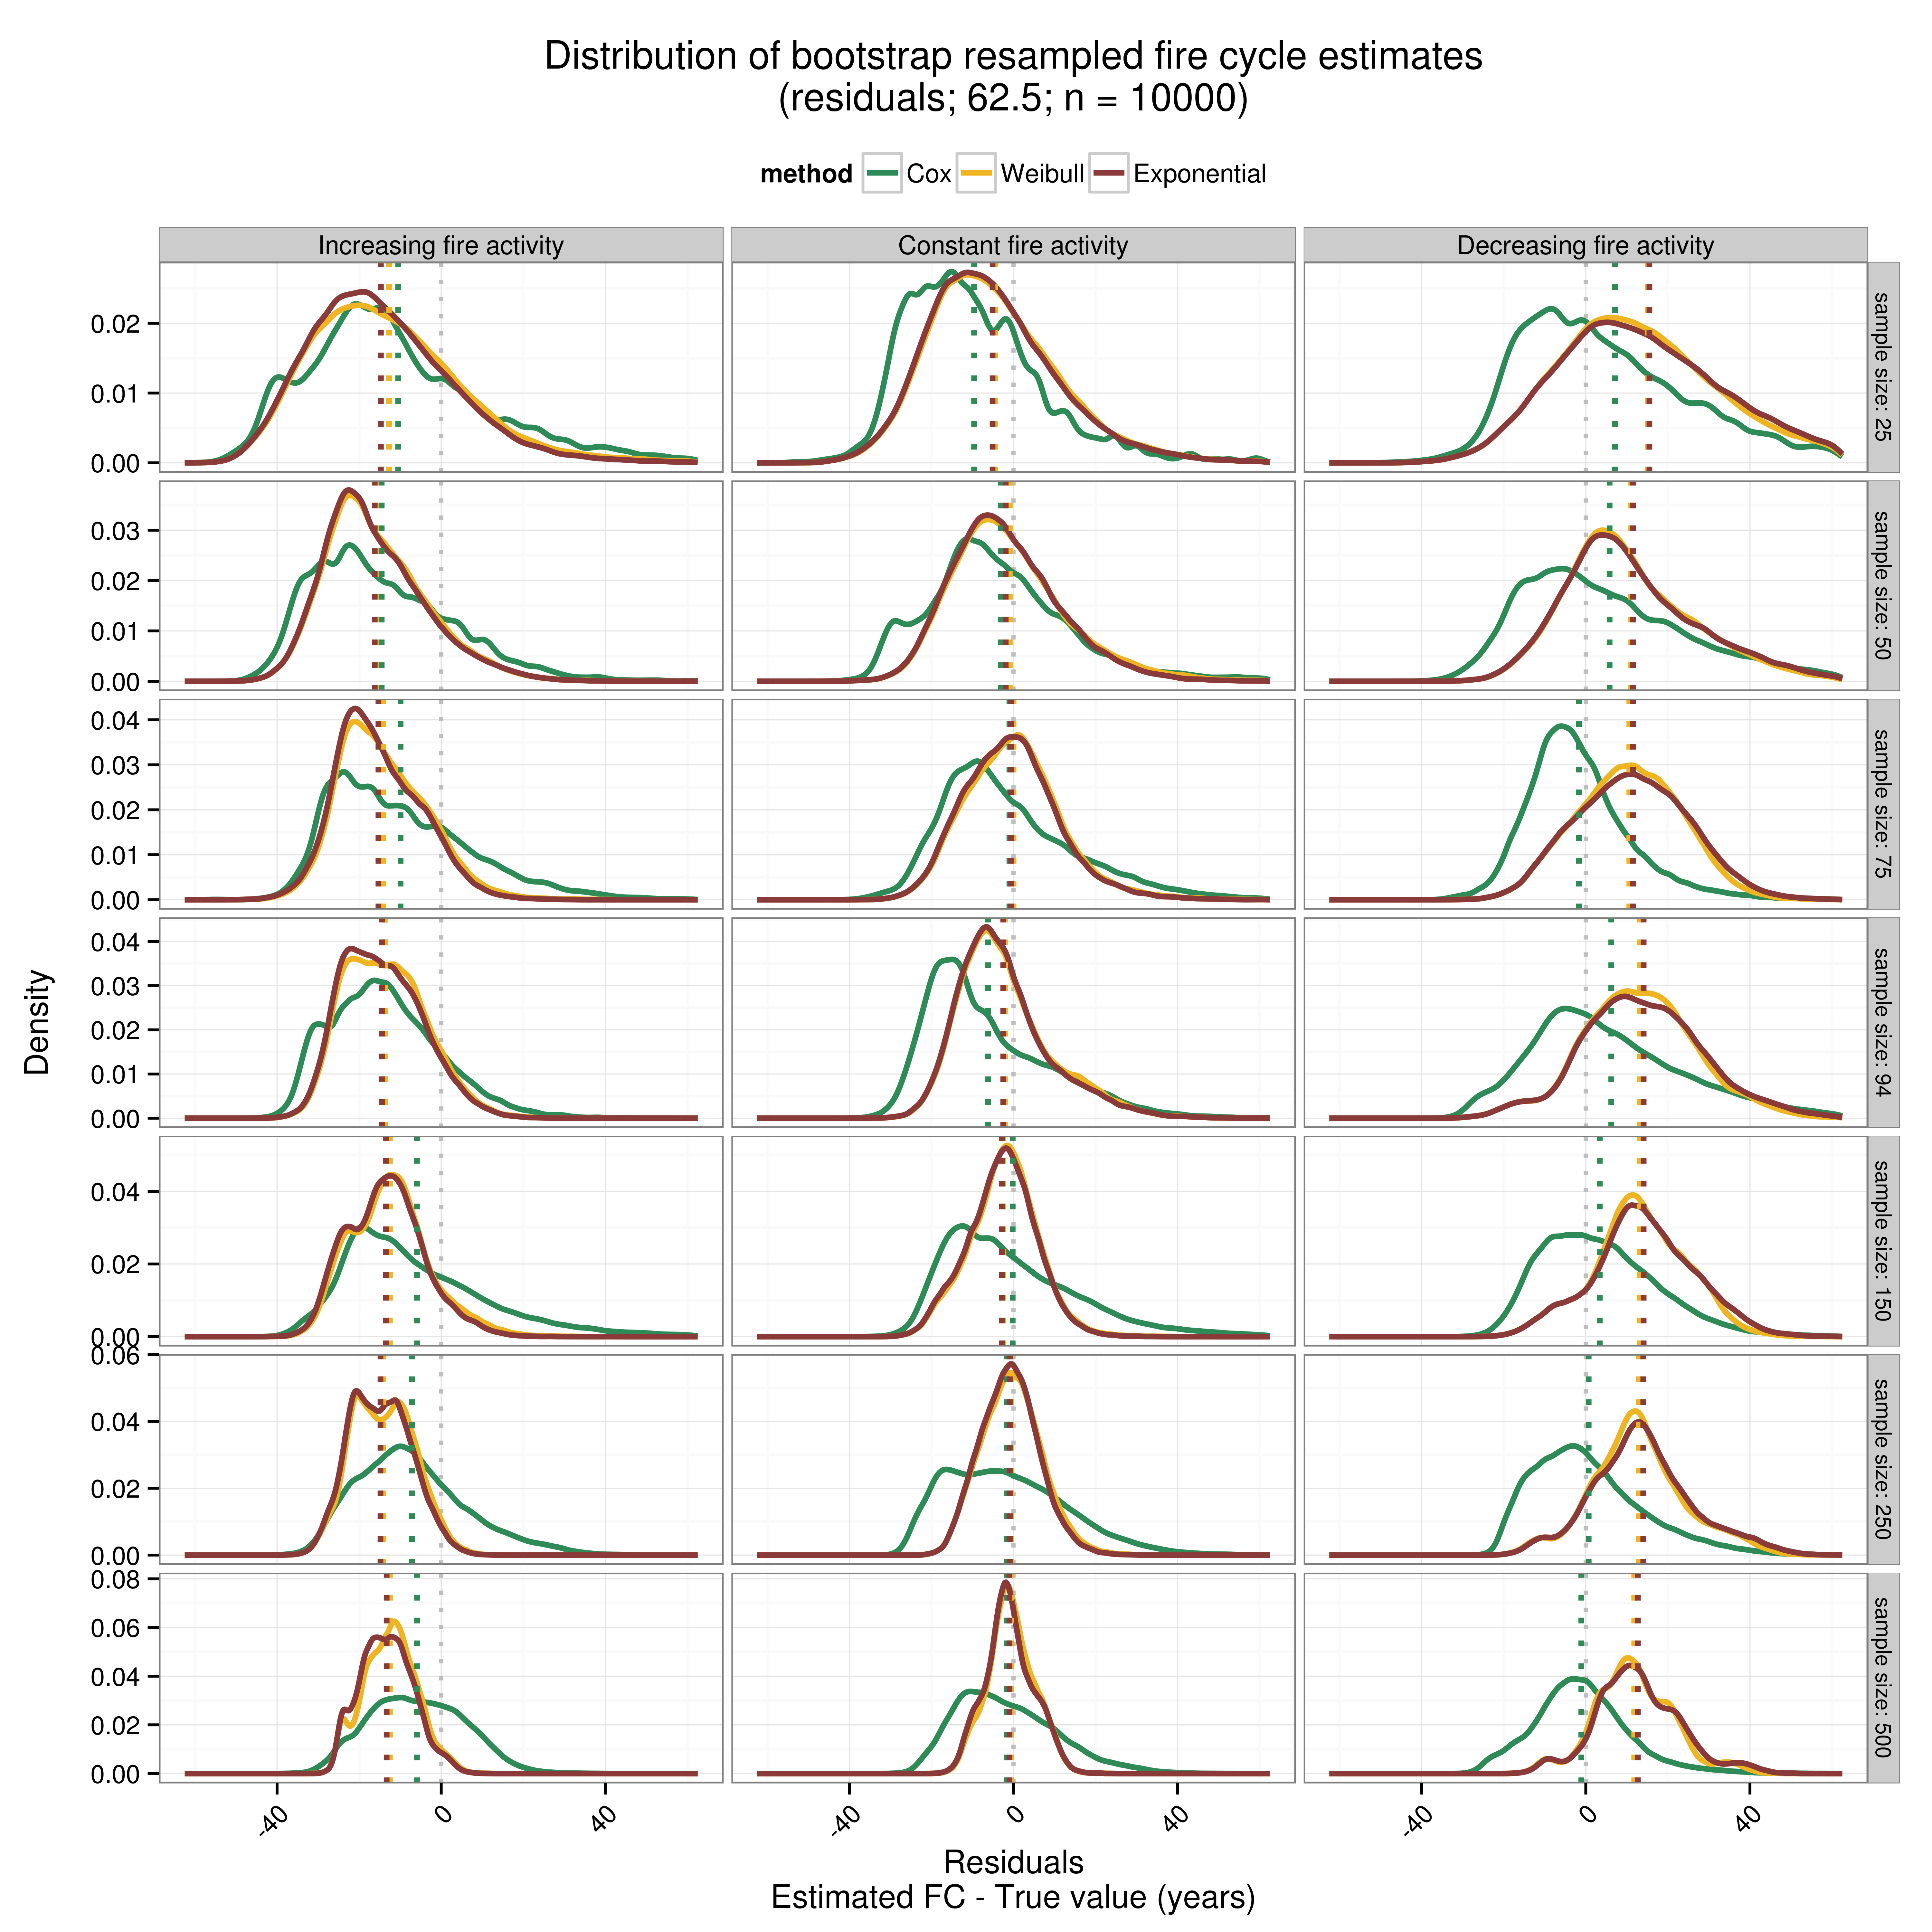 Distribution of bootstrap resampled fire cycle estimates
(residuals; 62.5; n = 10000)
method Cox Weibull Exponential
Increasing fire activity Constant fire activity Decreasing fire activity
0.02
0.01
0.00
sample size: 25
0.03
0.02
0.01
0.00
sample size: 50
0.04
0.03
0.02
0.01
0.00
sample size: 75
0.04
0.03
0.02
0.01
0.00
sample size: 94
0.04
0.02
0.00
sample size: 150
0.06
0.04
0.02
0.00
sample size: 250
0.08
0.06
0.04
0.02
0.00
sample size: 500
Density
-40 0 40 -40 0 40 -40 0 40
Residuals
Estimated FC - True value (years)